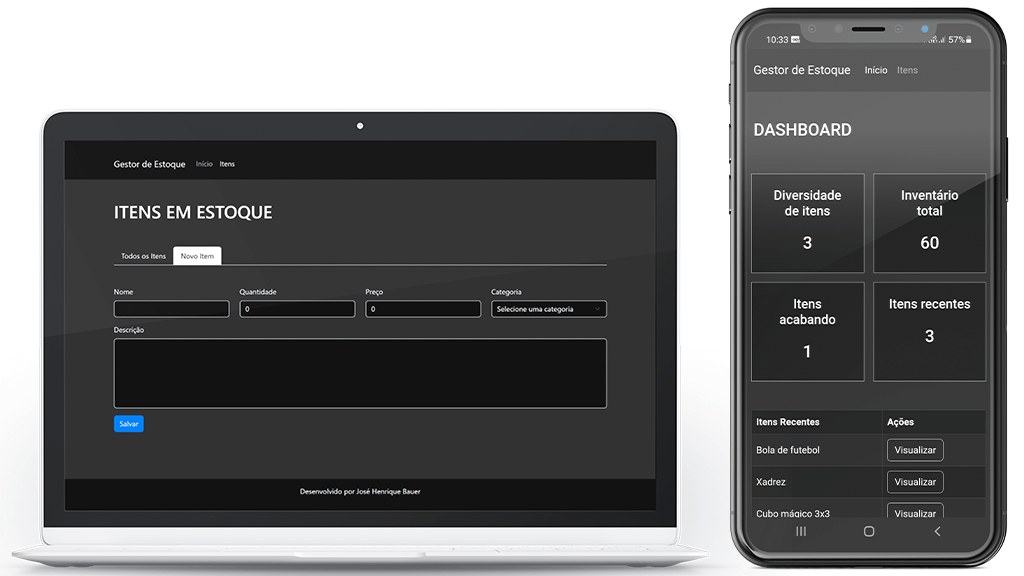 Gestor de Estoque Início Itens
ITENS EM ESTOQUE
Todos os Itens Novo Item
Nome Quantidade Preço Categoria
0 0 Selecione uma categoria
Descrição
Salvar
Desenvolvido por José Henrique Bauer
10:33 57%
Gestor de Estoque Início Itens
DASHBOARD
Diversidade
de itens
3
Inventário
total
60
Itens
acabando
1
Itens recentes
3
Itens Recentes Ações
Bola de futebol Visualizar
Xadrez Visualizar
Cubo mágico 3x3 Visualizar